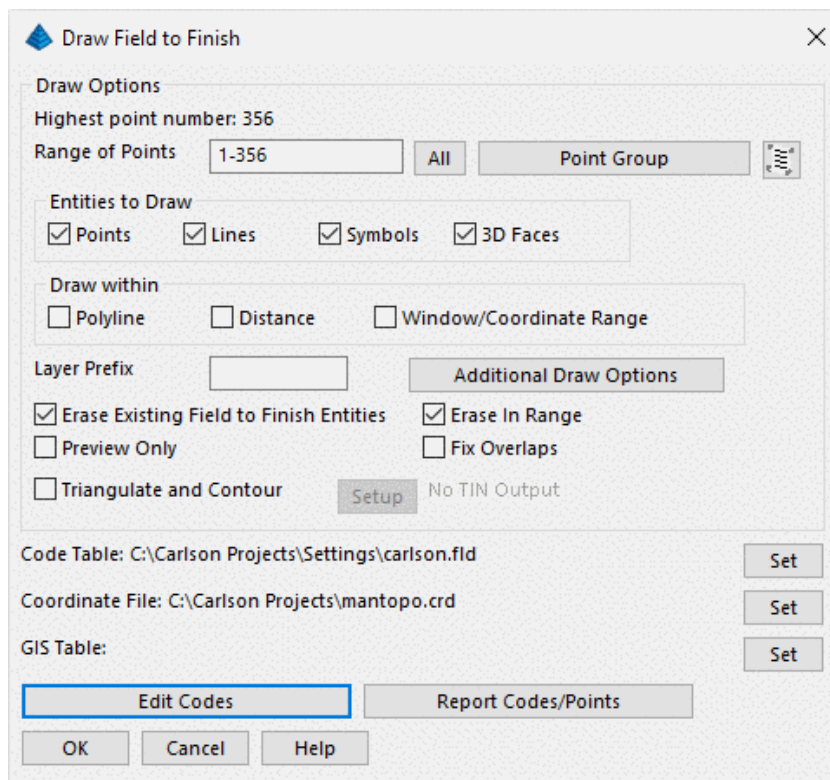 Draw Field to Finish
Draw Options
Highest point number: 356
Range of Points 1-356 All Point Group
Entities to Draw
Points Lines Symbols 3D Faces
Draw within
Polyline Distance Window/Coordinate Range
Layer Prefix Additional Draw Options
Erase Existing Field to Finish Entities Erase In Range
Preview Only Fix Overlaps
Triangulate and Contour Setup No TIN Output
Code Table: C:\Carlson Projects\Settings\carlson.fld Set
Coordinate File: C:\Carlson Projects\mantopo.crd Set
GIS Table: Set
Edit Codes Report Codes/Points
OK Cancel Help